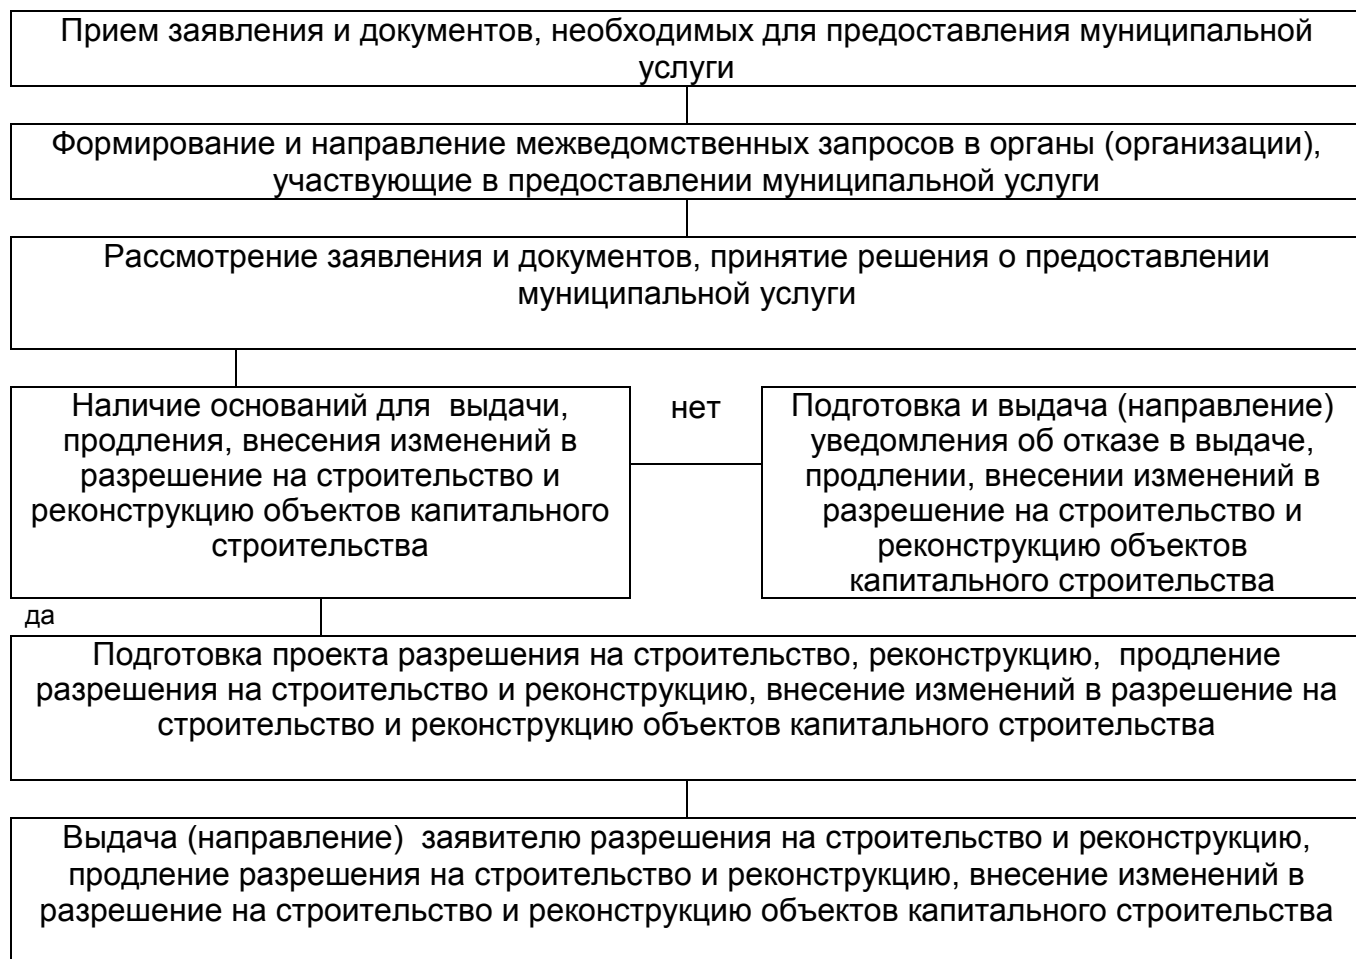 Прием заявления и документов, необходимых для предоставления муниципальной
услуги
Формирование и направление межведомственных запросов в органы (организации),
участвующие в предоставлении муниципальной услуги
Рассмотрение заявления и документов, принятие решения о предоставлении
муниципальной услуги
Наличие оснований для выдачи,
продления, внесения изменений в
разрешение на строительство и
реконструкцию объектов капитального
строительства
нет
Подготовка и выдача (направление)
уведомления об отказе в выдаче,
продлении, внесении изменений в
разрешение на строительство и
реконструкцию объектов
капитального строительства
да
Подготовка проекта разрешения на строительство, реконструкцию, продление
разрешения на строительство и реконструкцию, внесение изменений в разрешение на
строительство и реконструкцию объектов капитального строительства
Выдача (направление) заявителю разрешения на строительство и реконструкцию,
продление разрешения на строительство и реконструкцию, внесение изменений в
разрешение на строительство и реконструкцию объектов капитального строительства